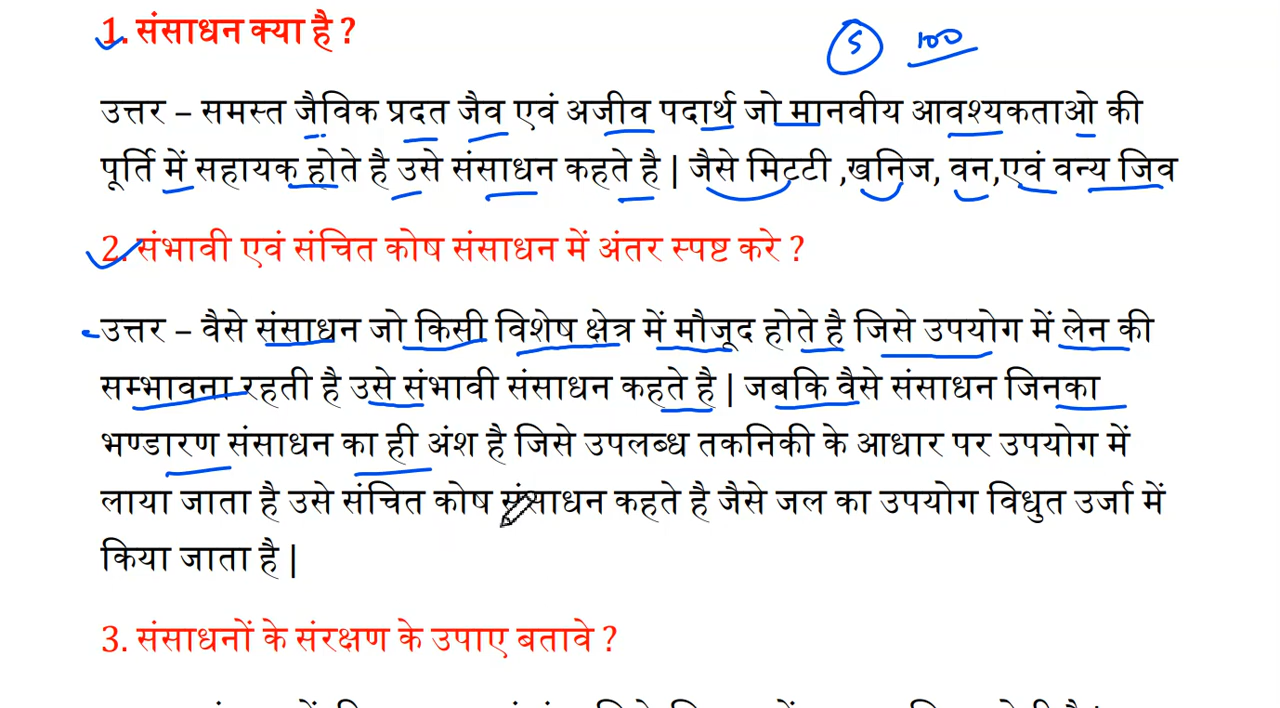 1. संसाधन क्या है ?
5 100
उत्तर – समस्त जैविक प्रदत जैव एवं अजीव पदार्थ जो मानवीय आवश्यकताओ की
पूर्ति में सहायक होते है उसे संसाधन कहते है | जैसे मिटटी ,खनिज, वन,एवं वन्य जिव
2. संभावी एवं संचित कोष संसाधन में अंतर स्पष्ट करे ?
उत्तर – वैसे संसाधन जो किसी विशेष क्षेत्र में मौजूद होते है जिसे उपयोग में लेन की
सम्भावना रहती है उसे संभावी संसाधन कहते है | जबकि वैसे संसाधन जिनका
भण्डारण संसाधन का ही अंश है जिसे उपलब्ध तकनिकी के आधार पर उपयोग में
लाया जाता है उसे संचित कोष संसाधन कहते है जैसे जल का उपयोग विधुत उर्जा में
किया जाता है |
3. संसाधनों के संरक्षण के उपाए बतावे ?